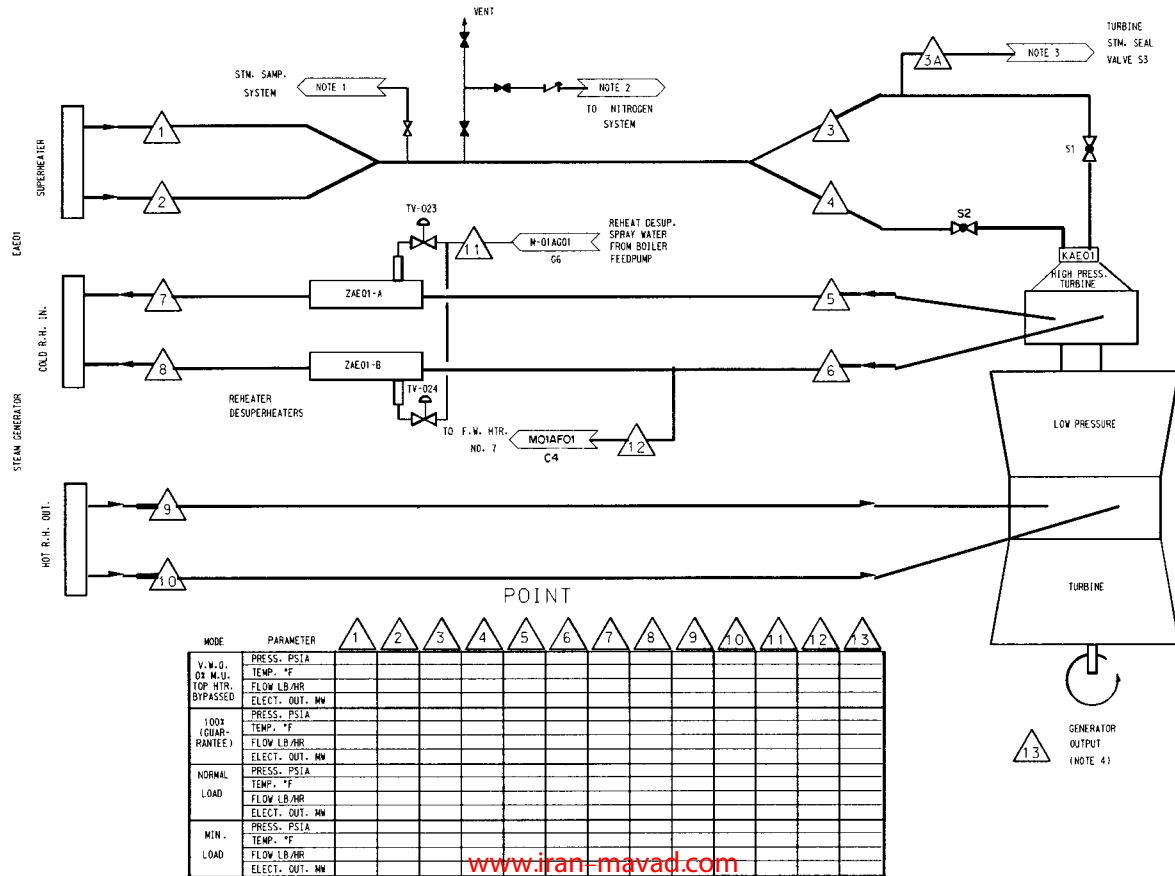 VENT
TURBINE
STM. SEAL
VALVE S3
3A
NOTE 3
STM. SAMP.
SYSTEM
NOTE 1
NOTE 2
TO NITROGEN
SYSTEM
SUPERHEATER
1
2
3
4
S1
S2
TV-023
11
M-01AG01
G6
REHEAT DESUP.
SPRAY WATER
FROM BOILER
FEEDPUMP
EAE01
KAE01
HIGH PRESS.
TURBINE
COLD R.H. IN.
7
ZAE01-A
5
8
ZAE01-B
6
TV-024
REHEATER
DESUPERHEATERS
TO F.W. HTR.
NO. 7
M01AF01
C4
12
STEAM GENERATOR
LOW PRESSURE
HOT R.H. OUT.
9
10
TURBINE
POINT
13
GENERATOR
OUTPUT
(NOTE 4)
MODE PARAMETER 1 2 3 4 5 6 7 8 9 10 11 12 13
V.W.O.
0% M.U.
TOP HTR.
BYPASSED
PRESS. PSIA
TEMP. °F
FLOW LB/HR
ELECT. OUT. MW
100%
(GUAR-
RANTEE)
PRESS. PSIA
TEMP. °F
FLOW LB/HR
ELECT. OUT. MW
NORMAL
LOAD
PRESS. PSIA
TEMP. °F
FLOW LB/HR
ELECT. OUT. MW
MIN.
LOAD
PRESS. PSIA
TEMP. °F
FLOW LB/HR
ELECT. OUT. MW
www.iran-mavad.com